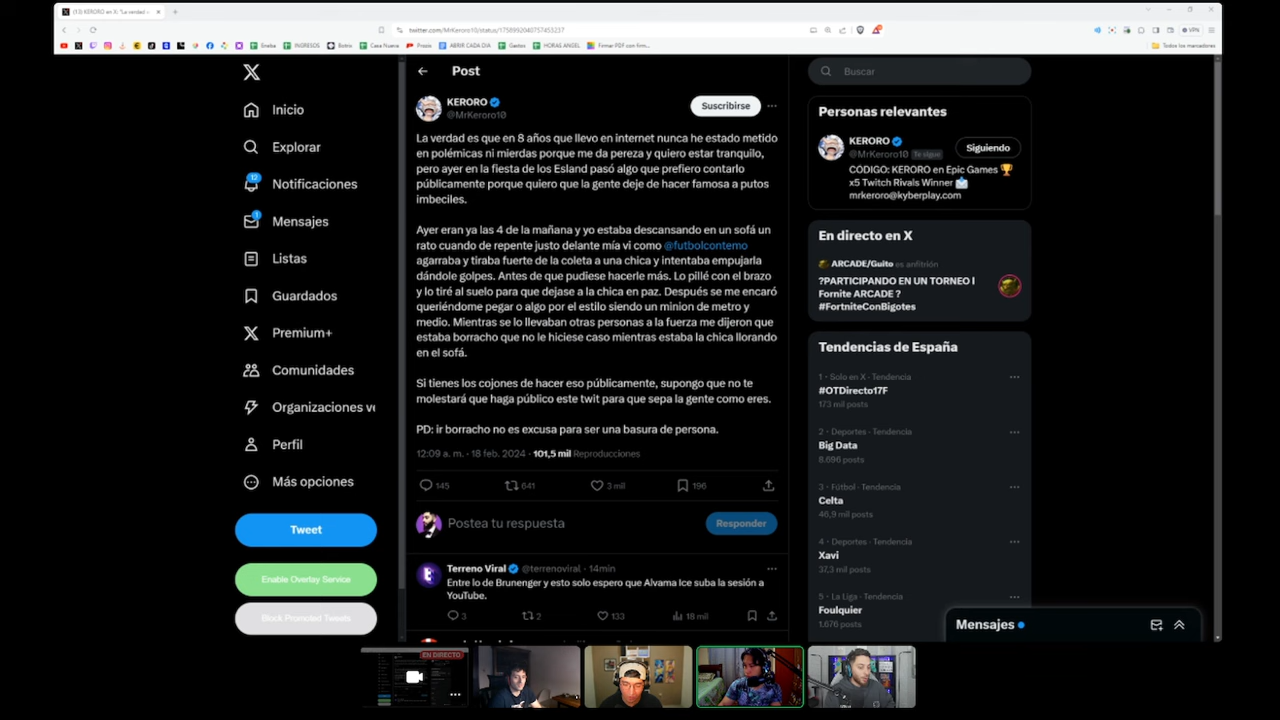 (13) KERORO en X: "La verdad
twitter.com/MrKeroro10/status/1758992040757453237
Sneba
INGRESOS
Botrix
Casa Nueva
Prozis
ABRIR CADA DIA
Gastos
HORAS ANGEL
Firmar PDF con firm...
Todos los marcadores
VPN
Inicio
Explorar
12
Notificaciones
1
Mensajes
Listas
Guardados
Premium+
Comunidades
Organizaciones ve
Perfil
Más opciones
Tweet
Enable Overlay Service
Block Promoted Tweets
Post
KERORO
@MrKeroro10
Suscribirse
La verdad es que en 8 años que llevo en internet nunca he estado metido
en polémicas ni mierdas porque me da pereza y quiero estar tranquilo,
pero ayer en la fiesta de los Esland pasó algo que prefiero contarlo
públicamente porque quiero que la gente deje de hacer famosa a putos
imbeciles.
Ayer eran ya las 4 de la mañana y yo estaba descansando en un sofá un
rato cuando de repente justo delante mía vi como @futbolcontemo
agarraba y tiraba fuerte de la coleta a una chica y intentaba empujarla
dándole golpes. Antes de que pudiese hacerle más. Lo pillé con el brazo
y lo tiré al suelo para que dejase a la chica en paz. Después se me encaró
queriéndome pegar o algo por el estilo siendo un minion de metro y
medio. Mientras se lo llevaban otras personas a la fuerza me dijeron que
estaba borracho que no le hiciese caso mientras estaba la chica llorando
en el sofá.
Si tienes los cojones de hacer eso públicamente, supongo que no te
molestará que haga público este twit para que sepa la gente como eres.
PD: ir borracho no es excusa para ser una basura de persona.
12:09 a. m. · 18 feb. 2024 · 101,5 mil Reproducciones
145
641
3 mil
196
Postea tu respuesta
Responder
Terreno Viral @terrenoviral · 14min
Entre lo de Brunenger y esto solo espero que Alvama Ice suba la sesión a
YouTube.
3
2
133
18 mil
Buscar
Personas relevantes
KERORO
@MrKeroro10 Te sigue
Siguiendo
CÓDIGO: KERORO en Epic Games 🏆
x5 Twitch Rivals Winner 📩
mrkeroro@kyberplay.com
En directo en X
ARCADE/Guito es anfitrión
?PARTICIPANDO EN UN TORNEO I
Fornite ARCADE ?
#FortniteConBigotes
Tendencias de España
1 · Solo en X · Tendencia
#OTDirecto17F
173 mil posts
2 · Deportes · Tendencia
Big Data
8.696 posts
3 · Fútbol · Tendencia
Celta
46,9 mil posts
4 · Deportes · Tendencia
Xavi
37,3 mil posts
5 · La Liga · Tendencia
Foulquier
1.676 posts
Mensajes
EN DIRECTO